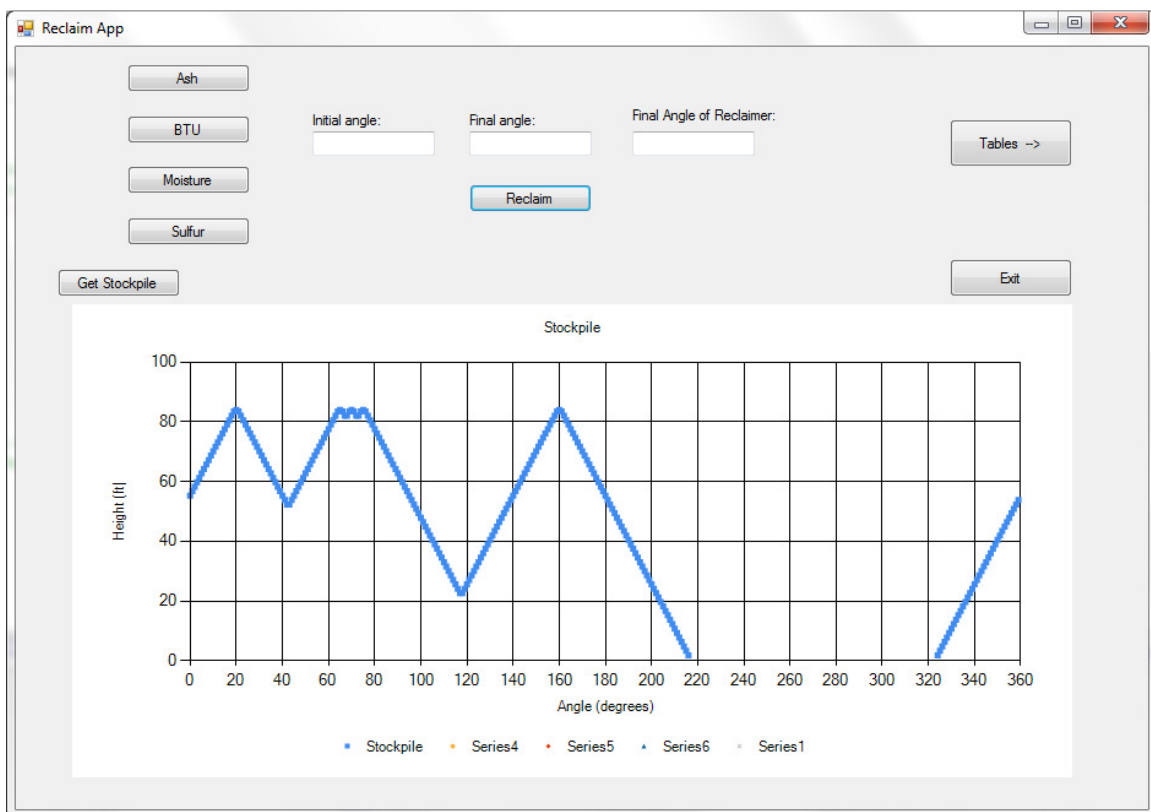 Reclaim App
Ash
BTU
Moisture
Sulfur
Initial angle:
Final angle:
Final Angle of Reclaimer:
Reclaim
Tables -->
Get Stockpile
Exit
Stockpile
100
80
60
40
20
0
Height (ft|
0 20 40 60 80 100 120 140 160 180 200 220 240 260 280 300 320 340 360
Angle (degrees)
Stockpile Series4 Series5 Series6 Series1